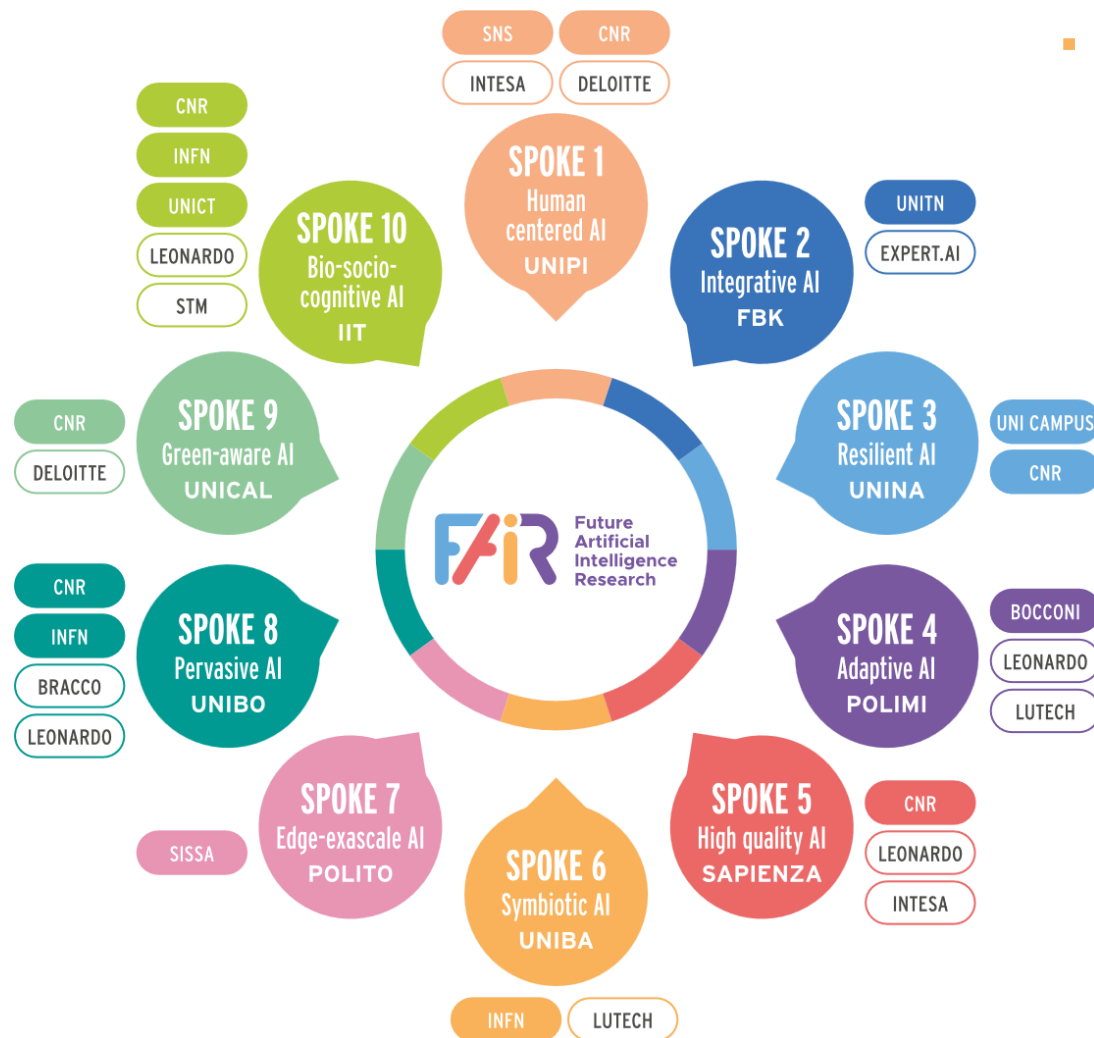 SNS
CNR
INTESA
DELOITTE
SPOKE 1
Human
centered AI
UNIPI
UNITN
EXPERT.AI
SPOKE 2
Integrative AI
FBK
UNI CAMPUS
CNR
SPOKE 3
Resilient AI
UNINA
BOCCONI
LEONARDO
LUTECH
SPOKE 4
Adaptive AI
POLIMI
CNR
LEONARDO
INTESA
SPOKE 5
High quality AI
SAPIENZA
SPOKE 6
Symbiotic AI
UNIBA
INFN
LUTECH
SPOKE 7
Edge-exascale AI
POLITO
SISSA
SPOKE 8
Pervasive AI
UNIBO
CNR
INFN
BRACCO
LEONARDO
SPOKE 9
Green-aware AI
UNICAL
CNR
DELOITTE
SPOKE 10
Bio-socio-
cognitive AI
IIT
CNR
INFN
UNICT
LEONARDO
STM
FAiR
Future
Artificial
Intelligence
Research